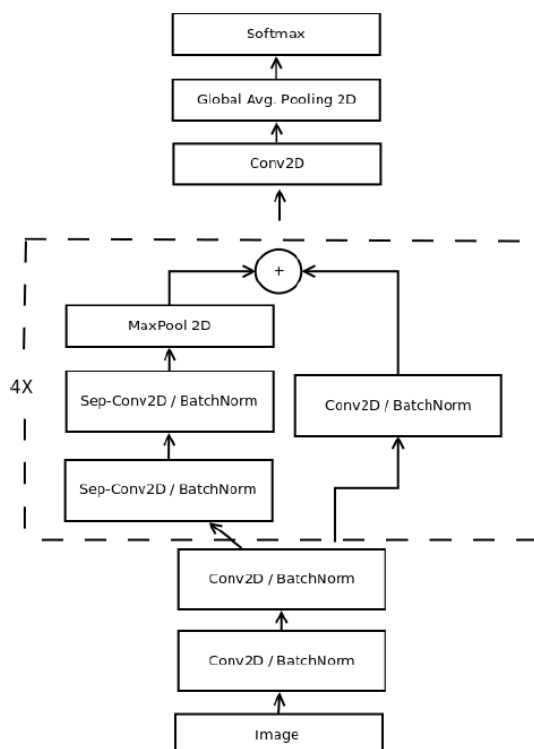 Softmax
Global Avg. Pooling 2D
Conv2D
+
MaxPool 2D
4X
Sep-Conv2D / BatchNorm
Conv2D / BatchNorm
Sep-Conv2D / BatchNorm
Conv2D / BatchNorm
Conv2D / BatchNorm
Image